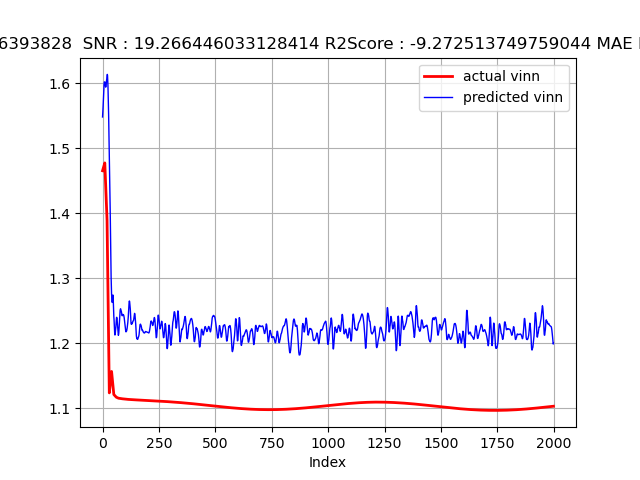 6393828 SNR : 19.266446033128414 R2Score : -9.272513749759044 MAE
actual vinn
predicted vinn
1.6
1.5
1.4
1.3
1.2
1.1
0 250 500 750 1000 1250 1500 1750 2000
Index